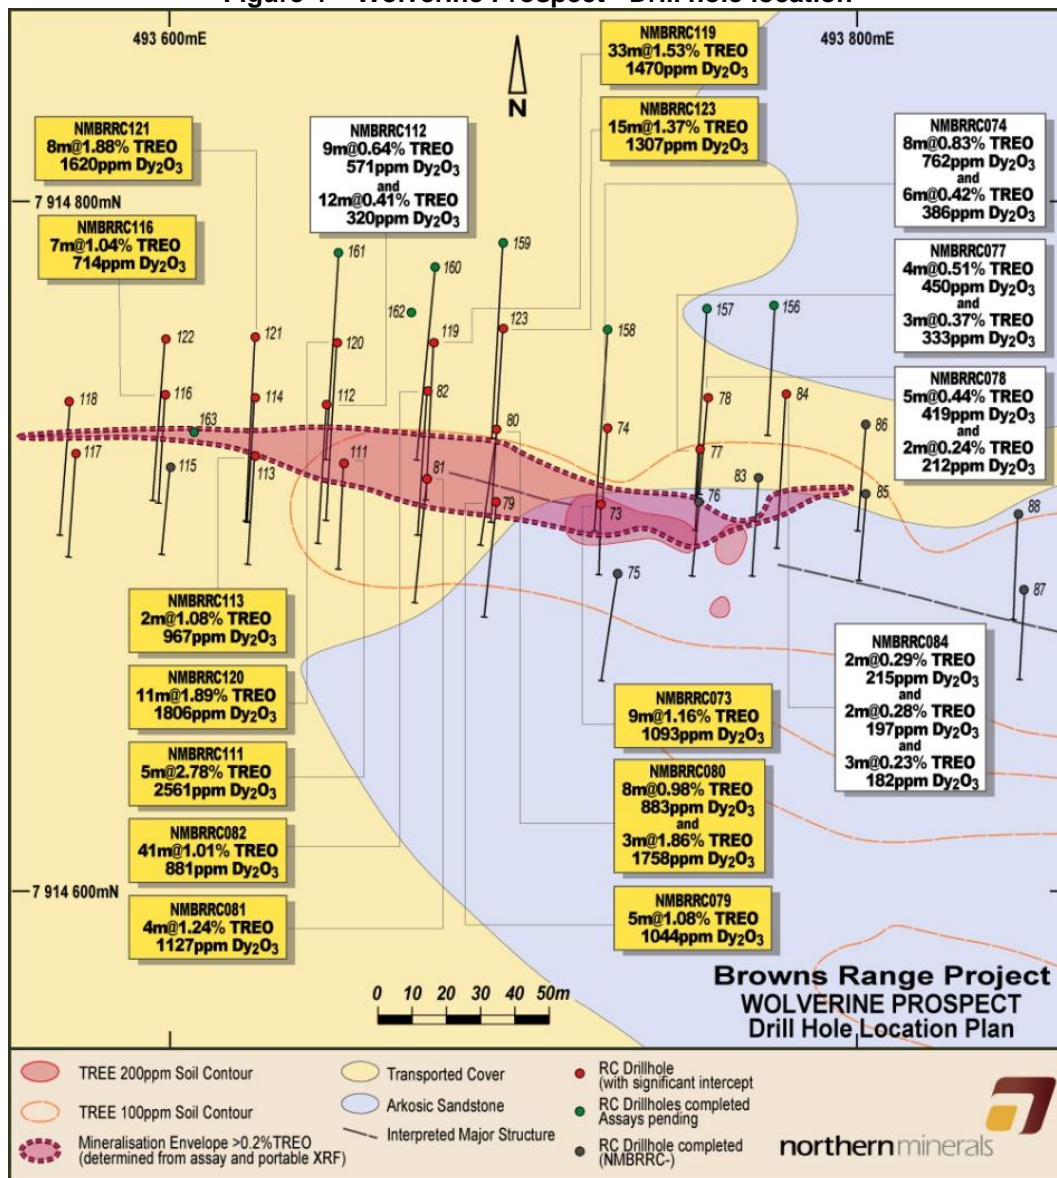 Figure 4 – Wolverine Prospect - Drill hole location
493 600mE
493 800mE
N
NMBRRC119
33m@1.53% TREO
1470ppm Dy₂O₃
NMBRRC123
15m@1.37% TREO
1307ppm Dy₂O₃
NMBRRC121
8m@1.88% TREO
1620ppm Dy₂O₃
NMBRRC112
9m@0.64% TREO
571ppm Dy₂O₃
and
12m@0.41% TREO
320ppm Dy₂O₃
NMBRRC074
8m@0.83% TREO
762ppm Dy₂O₃
and
6m@0.42% TREO
386ppm Dy₂O₃
7 914 800mN
NMBRRC116
7m@1.04% TREO
714ppm Dy₂O₃
NMBRRC077
4m@0.51% TREO
450ppm Dy₂O₃
and
3m@0.37% TREO
333ppm Dy₂O₃
NMBRRC078
5m@0.44% TREO
419ppm Dy₂O₃
and
2m@0.24% TREO
212ppm Dy₂O₃
161
160
159
162
157
156
122
121
120
119
123
158
118
116
114
112
82
80
74
78
84
163
117
115
113
111
81
79
73
77
76
83
86
85
88
75
87
NMBRRC113
2m@1.08% TREO
967ppm Dy₂O₃
NMBRRC120
11m@1.89% TREO
1806ppm Dy₂O₃
NMBRRC111
5m@2.78% TREO
2561ppm Dy₂O₃
NMBRRC082
41m@1.01% TREO
881ppm Dy₂O₃
NMBRRC081
4m@1.24% TREO
1127ppm Dy₂O₃
NMBRRC073
9m@1.16% TREO
1093ppm Dy₂O₃
NMBRRC080
8m@0.98% TREO
883ppm Dy₂O₃
and
3m@1.86% TREO
1758ppm Dy₂O₃
NMBRRC079
5m@1.08% TREO
1044ppm Dy₂O₃
NMBRRC084
2m@0.29% TREO
215ppm Dy₂O₃
and
2m@0.28% TREO
197ppm Dy₂O₃
and
3m@0.23% TREO
182ppm Dy₂O₃
7 914 600mN
0 10 20 30 40 50m
Browns Range Project
WOLVERINE PROSPECT
Drill Hole Location Plan
TREE 200ppm Soil Contour
TREE 100ppm Soil Contour
Mineralisation Envelope >0.2%TREO
(determined from assay and portable XRF)
Transported Cover
Arkosic Sandstone
Interpreted Major Structure
RC Drillhole
(with significant intercept
RC Drillholes completed
Assays pending
RC Drillhole completed
(NMBRRC-)
northernminerals